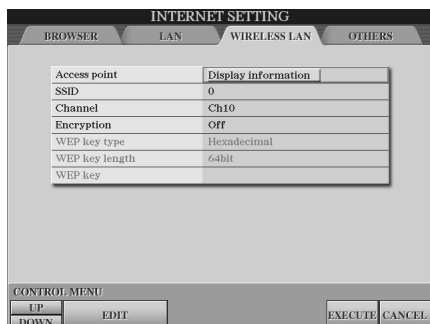 INTERNET SETTING
BROWSER LAN WIRELESS LAN OTHERS
Access point Display information
SSID 0
Channel Ch10
Encryption Off
WEP key type Hexadecimal
WEP key length 64bit
WEP key
CONTROL MENU
UP
DOWN EDIT EXECUTE CANCEL